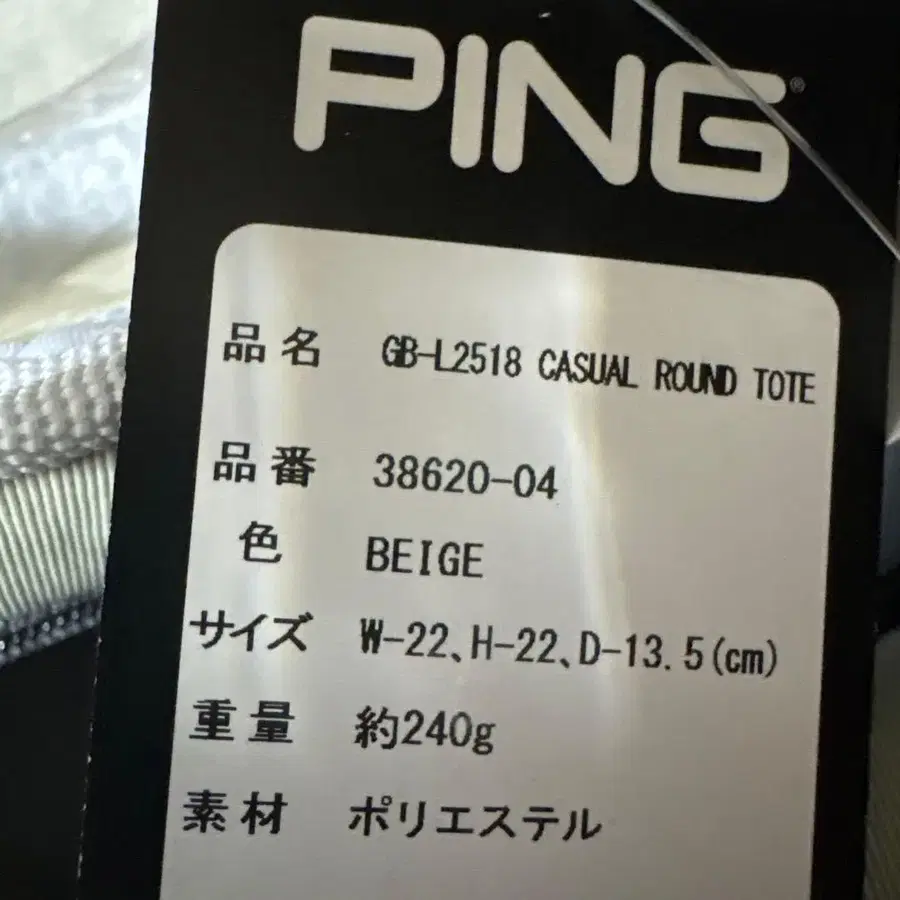 PING®
品名 GB-L2518 CASUAL ROUND TOTE
品番 38620-04
色 BEIGE
サイズ W-22、H-22、D-13.5(cm)
重量 約240g
素材 ポリエステル